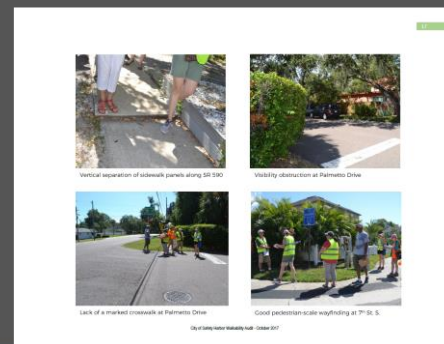 17
Vertical separation of sidewalk panels along SR 590
Visibility obstruction at Palmetto Drive
Lack of a marked crosswalk at Palmetto Drive
Good pedestrian-scale wayfinding at 7th St. S.
City of Safety Harbor Walkability Audit - October 2017